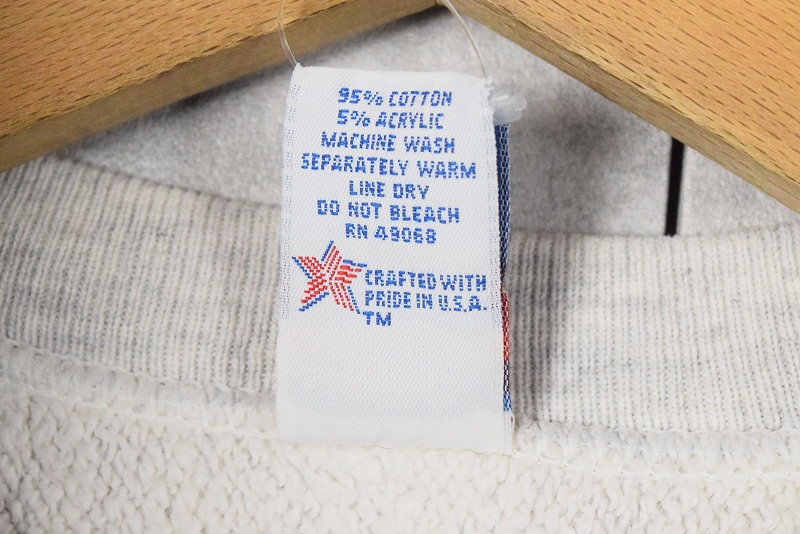 95% COTTON
5% ACRYLIC
MACHINE WASH
SEPARATELY WARM
LINE DRY
DO NOT BLEACH
RN 49068
CRAFTED WITH
PRIDE IN U.S.A.
TM